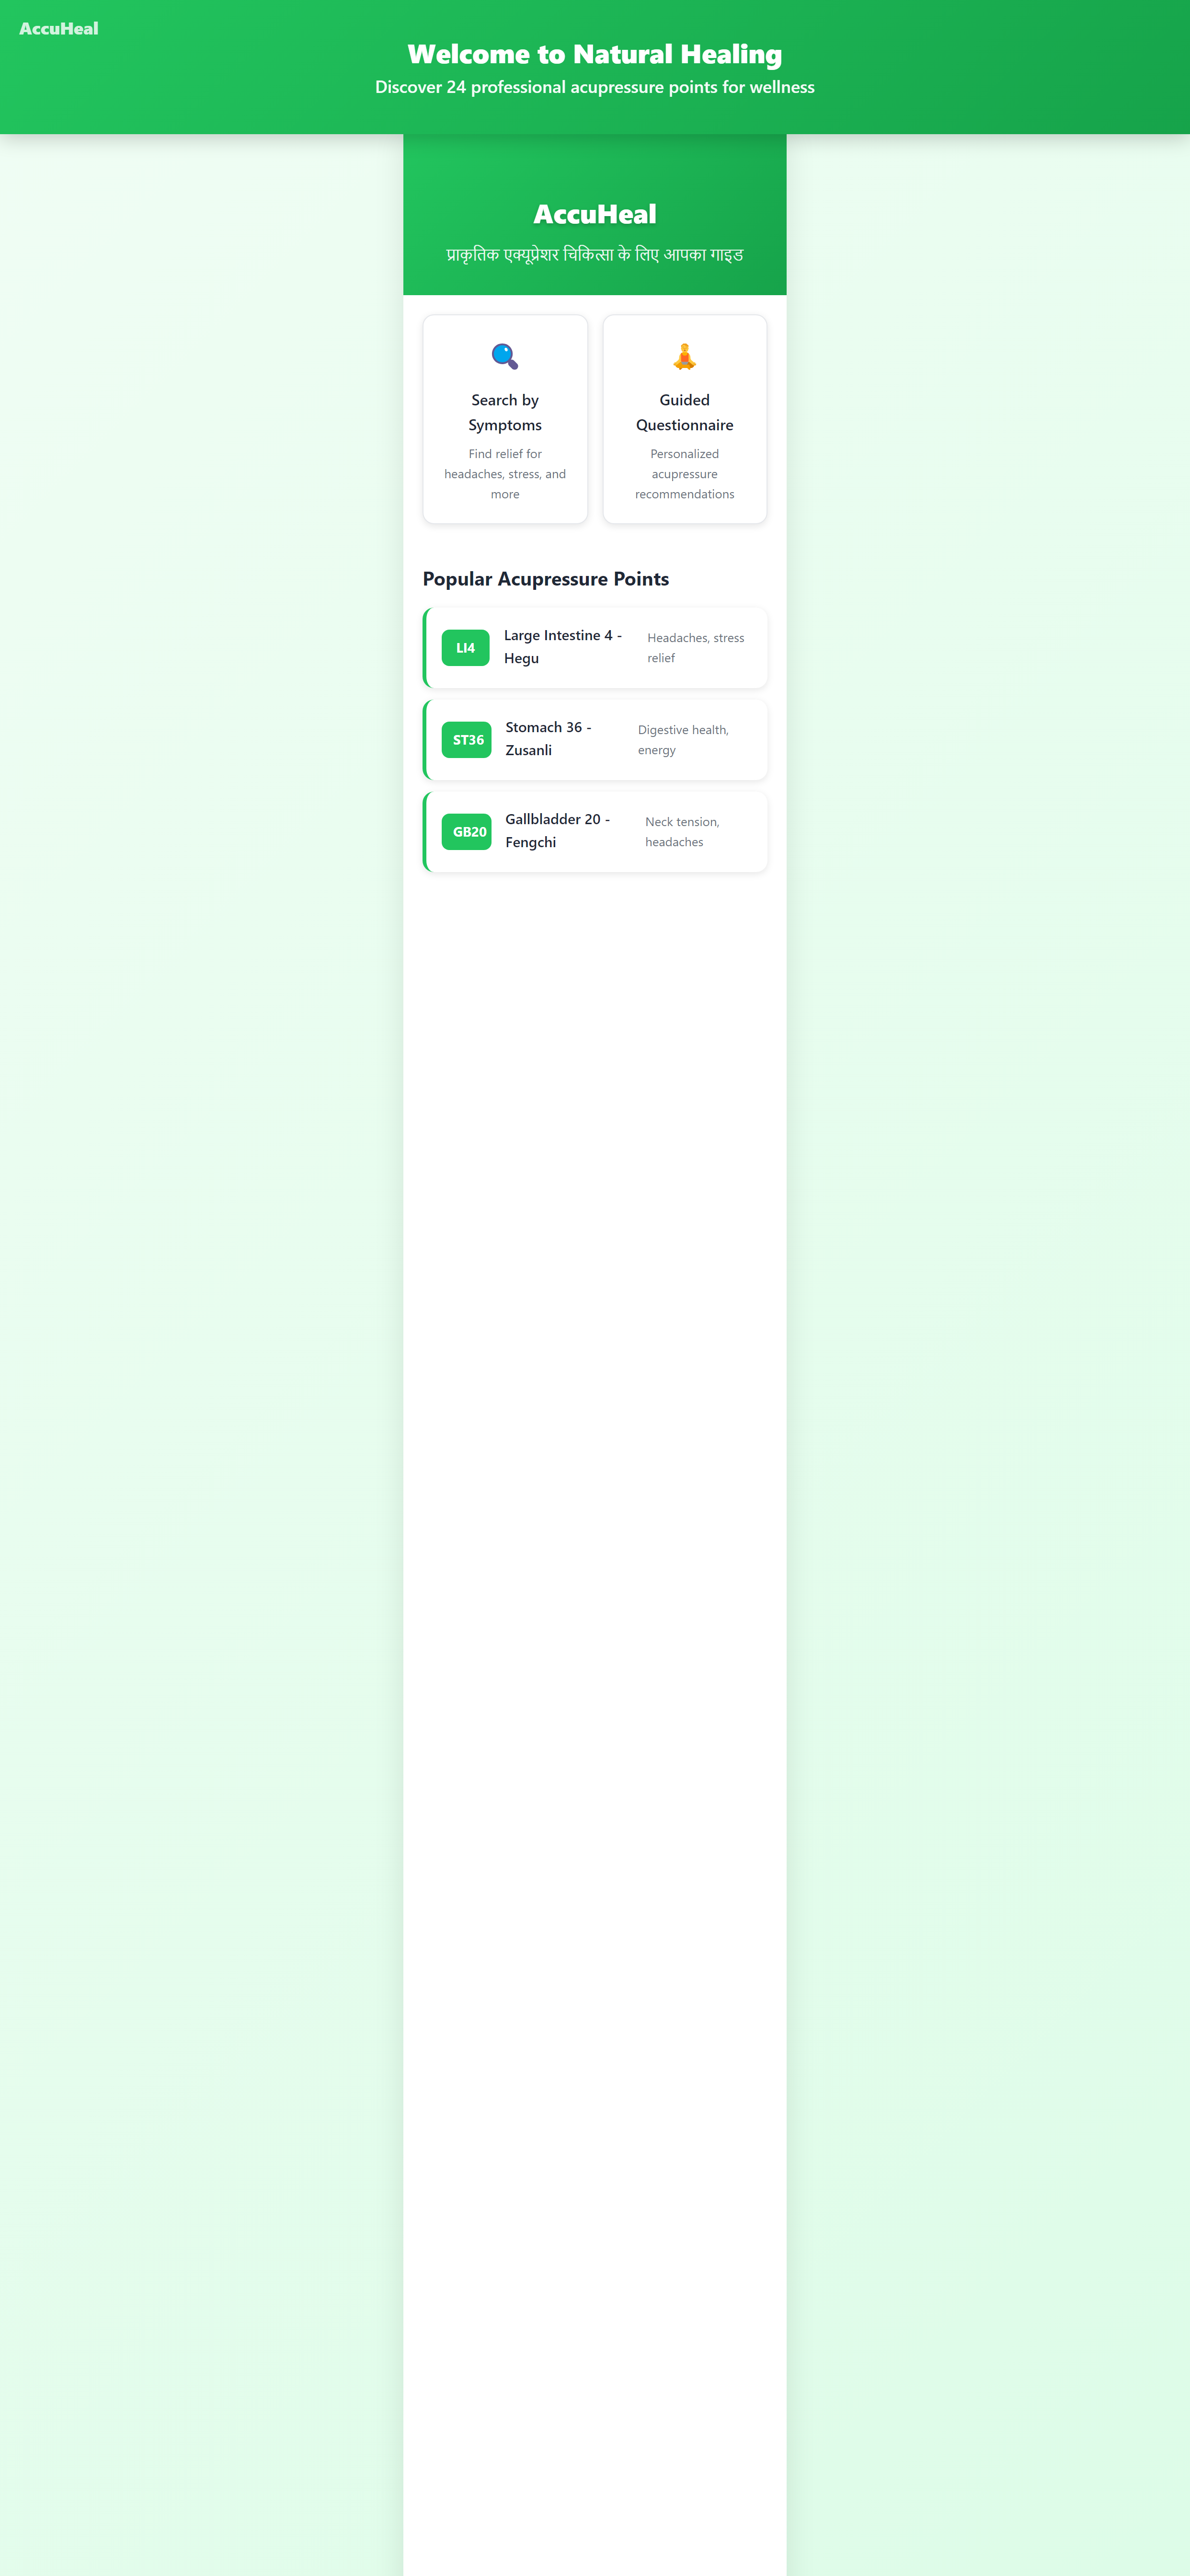 AccuHeal
Welcome to Natural Healing
Discover 24 professional acupressure points for wellness
AccuHeal
प्राकृतिक एक्यूप्रेशर चिकित्सा के लिए आपका गाइड
Search by
Symptoms
Find relief for
headaches, stress, and
more
Guided
Questionnaire
Personalized
acupressure
recommendations
Popular Acupressure Points
LI4
Large Intestine 4 -
Hegu
Headaches, stress
relief
ST36
Stomach 36 -
Zusanli
Digestive health,
energy
GB20
Gallbladder 20 -
Fengchi
Neck tension,
headaches